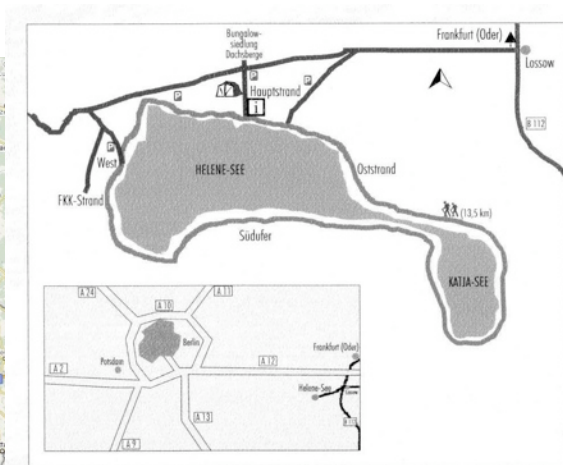 Bungalow-
siedlung
Dachsberge
Frankfurt (Oder)
Lossow
P
P
P
Hauptstrand
i
B 112
P
West
HELENE-SEE
Oststrand
FKK-Strand
(13,5 km)
Südufer
KATJA-SEE
A 24
A 10
A 11
Berlin
Frankfurt (Oder)
Potsdam
A 12
A 2
Helene-See
A 13
A 9